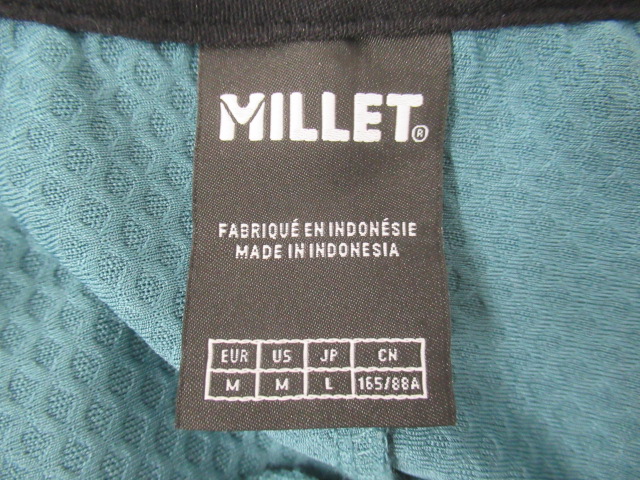 MILLET®
FABRIQUÉ EN INDONÉSIE
MADE IN INDONESIA
EUR US JP CN
M M L 165/88A